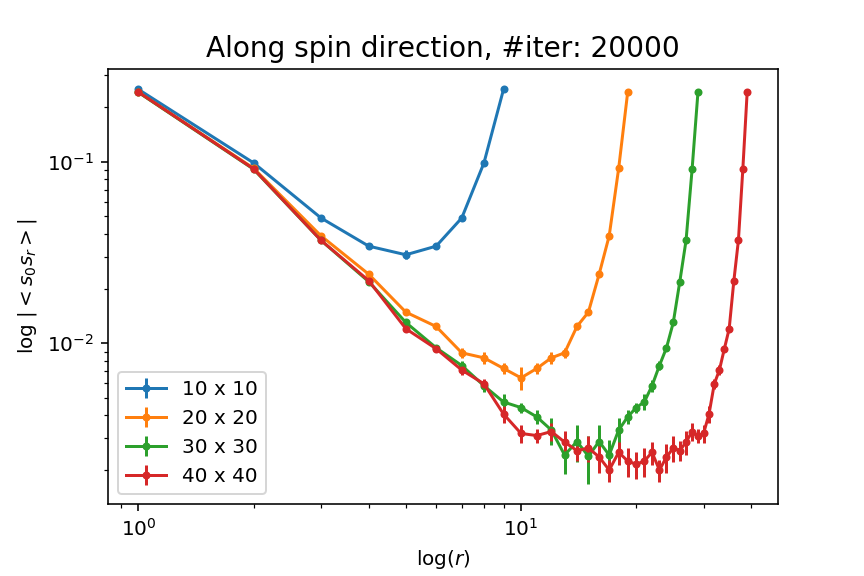 Along spin direction, #iter: 20000
log | < s₀sᵣ > |
10⁻¹
10⁻²
10 x 10
20 x 20
30 x 30
40 x 40
10⁰
10¹
log(r)